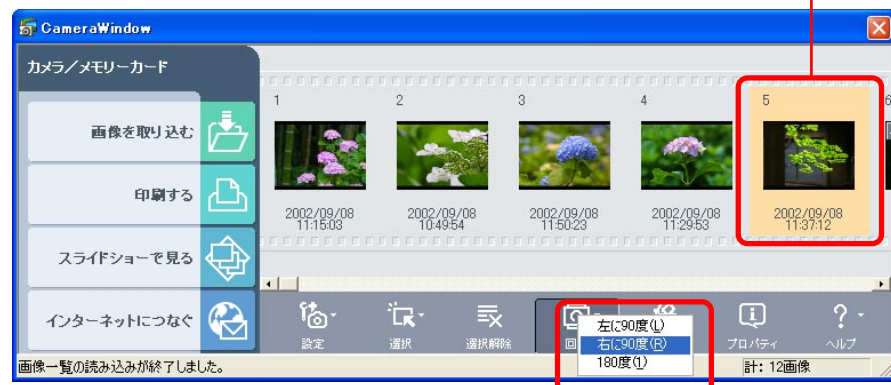 CameraWindow
カメラ／メモリーカード
画像を取り込む
印刷する
スライドショーで見る
インターネットにつなぐ
1
2
3
4
5
6
2002/09/08
11:15:03
2002/09/08
10:49:54
2002/09/08
11:50:23
2002/09/08
11:29:53
2002/09/08
11:37:12
設定
選択
選択解除
回
左に90度(L)
右に90度(R)
180度(1)
プロパティ
ヘルプ
画像一覧の読み込みが終了しました。
計: 12画像